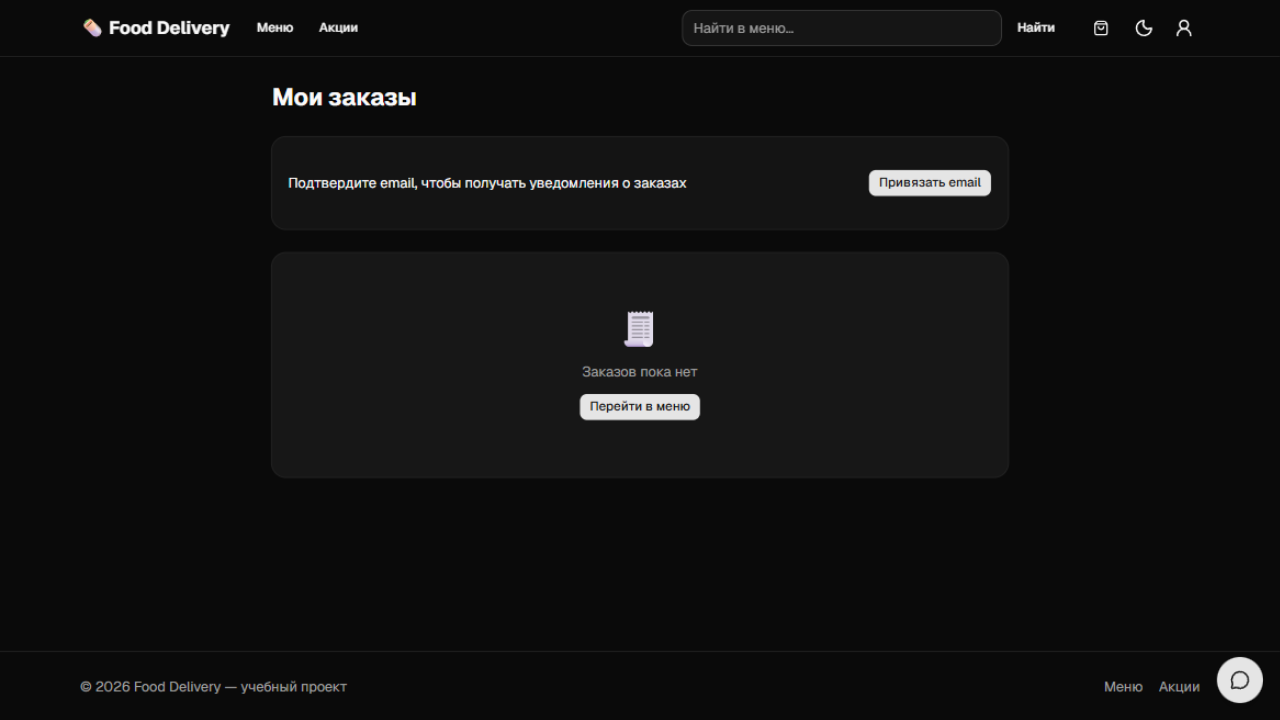 Food Delivery
Меню
Акции
Найти в меню...
Найти
Мои заказы
Подтвердите email, чтобы получать уведомления о заказах
Привязать email
Заказов пока нет
Перейти в меню
© 2026 Food Delivery — учебный проект
Меню
Акции